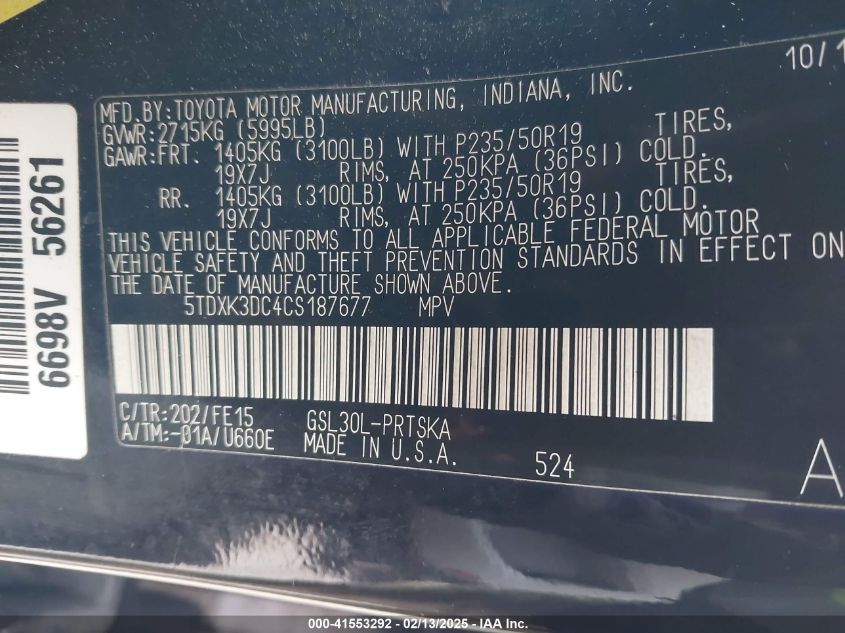 10/1
MFD.BY:TOYOTA MOTOR MANUFACTURING, INDIANA, INC.
GVWR:2715KG (5995LB)
GAWR:FRT. 1405KG (3100LB) WITH P235/50R19 TIRES,
19X7J RIMS, AT 250KPA (36PSI) COLD.
RR. 1405KG (3100LB) WITH P235/50R19 TIRES,
19X7J RIMS, AT 250KPA (36PSI) COLD.
THIS VEHICLE CONFORMS TO ALL APPLICABLE FEDERAL MOTOR
VEHICLE SAFETY AND THEFT PREVENTION STANDARDS IN EFFECT ON
THE DATE OF MANUFACTURE SHOWN ABOVE.
5TDXK3DC4CS187677 MPV
C/TR:202/FE15 GSL30L-PRTSKA
A/TM:-01A/U660E MADE IN U.S.A. 524
A
6698V 56261
000-41553292 - 02/13/2025 - IAA Inc.